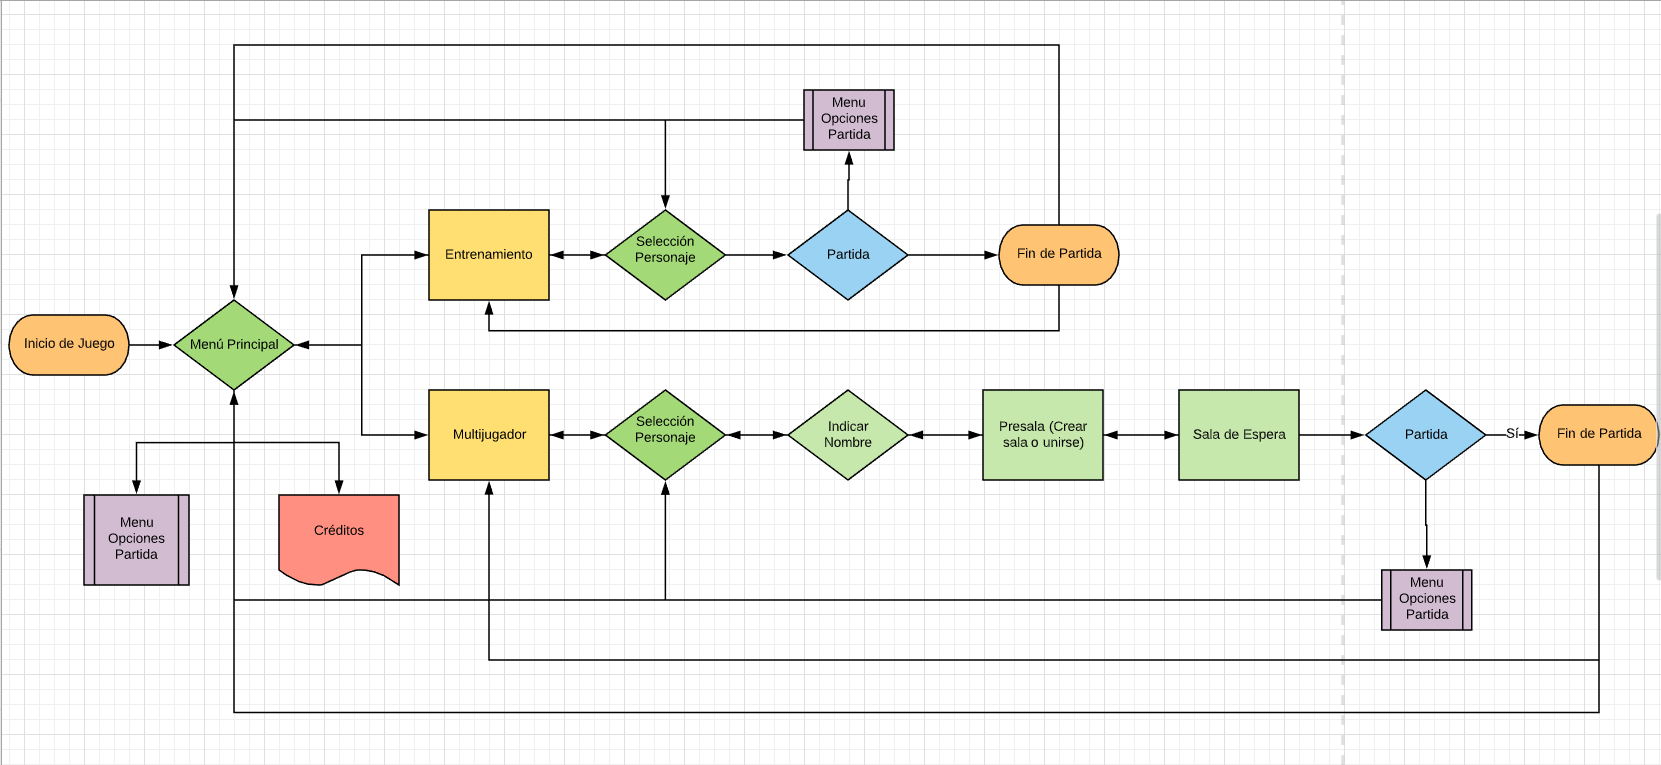 Menu
Opciones
Partida
Entrenamiento
Selección
Personaje
Partida
Fin de Partida
Inicio de Juego
Menú Principal
Multijugador
Selección
Personaje
Indicar
Nombre
Presala (Crear
sala o unirse)
Sala de Espera
Partida
Sí
Fin de Partida
Menu
Opciones
Partida
Créditos
Menu
Opciones
Partida